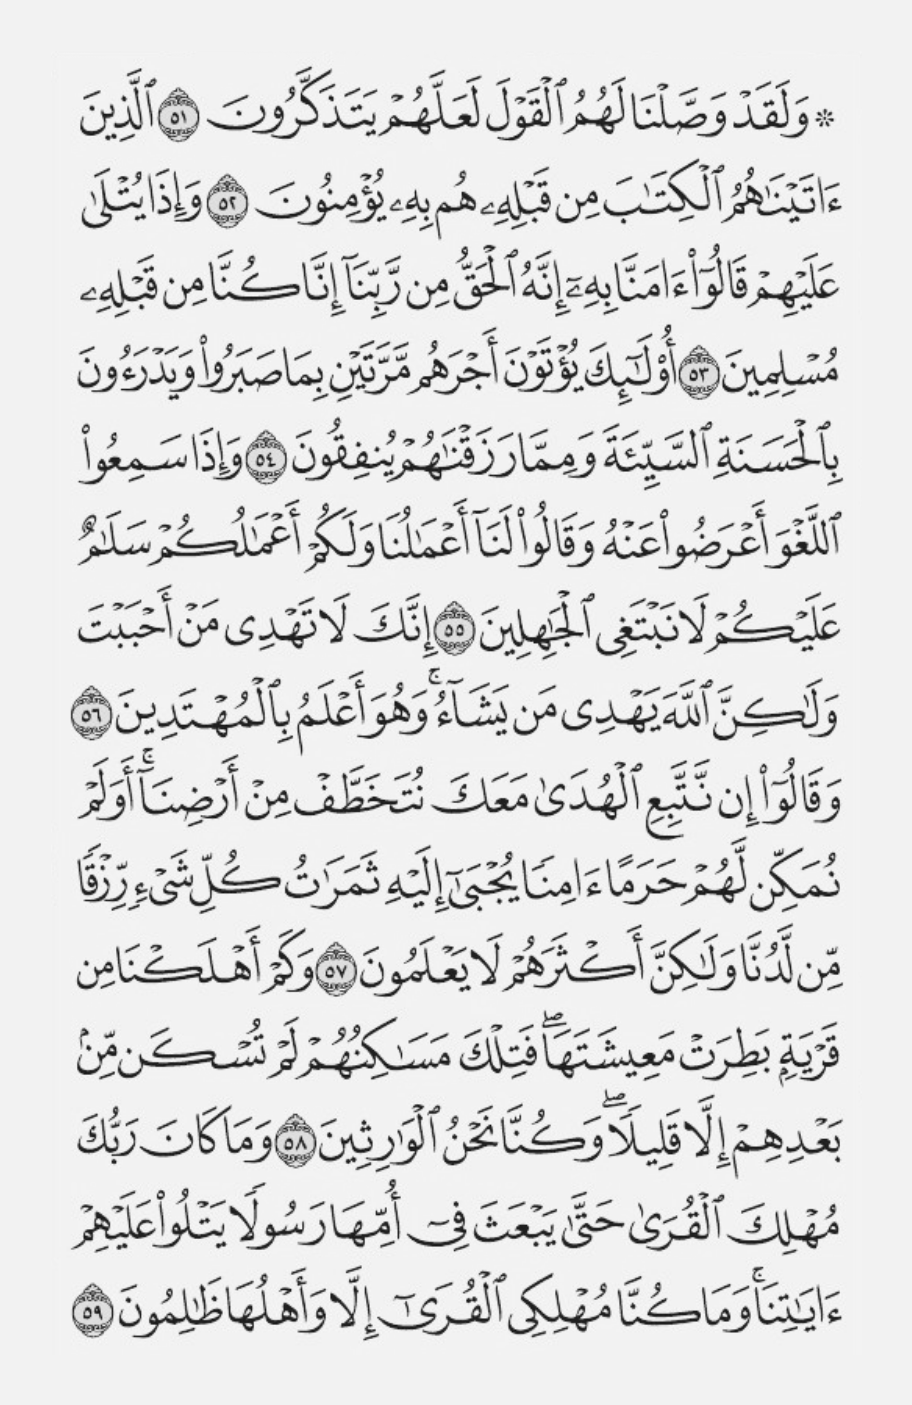 ۞ وَلَقَدْ وَصَّلْنَا لَهُمُ ٱلْقَوْلَ لَعَلَّهُمْ يَتَذَكَّرُونَ ٥١ ٱلَّذِينَ
ءَاتَيْنَٰهُمُ ٱلْكِتَٰبَ مِن قَبْلِهِۦ هُم بِهِۦ يُؤْمِنُونَ ٥٢ وَإِذَا يُتْلَىٰ
عَلَيْهِمْ قَالُوٓا۟ ءَامَنَّا بِهِۦٓ إِنَّهُ ٱلْحَقُّ مِن رَّبِّنَآ إِنَّا كُنَّا مِن قَبْلِهِۦ
مُسْلِمِينَ ٥٣ أُو۟لَٰٓئِكَ يُؤْتَوْنَ أَجْرَهُم مَّرَّتَيْنِ بِمَا صَبَرُوا۟ وَيَدْرَءُونَ
بِٱلْحَسَنَةِ ٱلسَّيِّئَةَ وَمِمَّا رَزَقْنَٰهُمْ يُنفِقُونَ ٥٤ وَإِذَا سَمِعُوا۟
ٱللَّغْوَ أَعْرَضُوا۟ عَنْهُ وَقَالُوا۟ لَنَآ أَعْمَٰلُنَا وَلَكُمْ أَعْمَٰلُكُمْ سَلَٰمٌ
عَلَيْكُمْ لَا نَبْتَغِى ٱلْجَٰهِلِينَ ٥٥ إِنَّكَ لَا تَهْدِى مَنْ أَحْبَبْتَ
وَلَٰكِنَّ ٱللَّهَ يَهْدِى مَن يَشَآءُ ۚ وَهُوَ أَعْلَمُ بِٱلْمُهْتَدِينَ ٥٦
وَقَالُوٓا۟ إِن نَّتَّبِعِ ٱلْهُدَىٰ مَعَكَ نُتَخَطَّفْ مِنْ أَرْضِنَآ ۚ أَوَلَمْ
نُمَكِّن لَّهُمْ حَرَمًا ءَامِنًا يُجْبَىٰٓ إِلَيْهِ ثَمَرَٰتُ كُلِّ شَىْءٍ رِّزْقًا
مِّن لَّدُنَّا وَلَٰكِنَّ أَكْثَرَهُمْ لَا يَعْلَمُونَ ٥٧ وَكَمْ أَهْلَكْنَا مِن
قَرْيَةٍۭ بَطِرَتْ مَعِيشَتَهَا ۖ فَتِلْكَ مَسَٰكِنُهُمْ لَمْ تُسْكَن مِّنۢ
بَعْدِهِمْ إِلَّا قَلِيلًا ۖ وَكُنَّا نَحْنُ ٱلْوَٰرِثِينَ ٥٨ وَمَا كَانَ رَبُّكَ
مُهْلِكَ ٱلْقُرَىٰ حَتَّىٰ يَبْعَثَ فِىٓ أُمِّهَا رَسُولًا يَتْلُوا۟ عَلَيْهِمْ
ءَايَٰتِنَا ۚ وَمَا كُنَّا مُهْلِكِى ٱلْقُرَىٰٓ إِلَّا وَأَهْلُهَا ظَٰلِمُونَ ٥٩